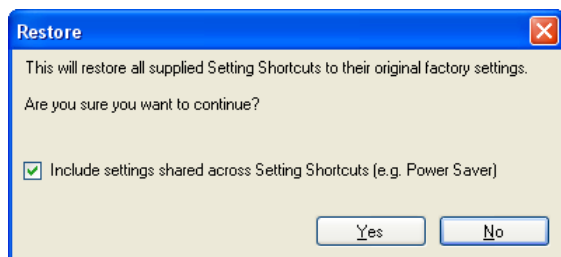 Restore
This will restore all supplied Setting Shortcuts to their original factory settings.
Are you sure you want to continue?
Include settings shared across Setting Shortcuts (e.g. Power Saver)
Yes No